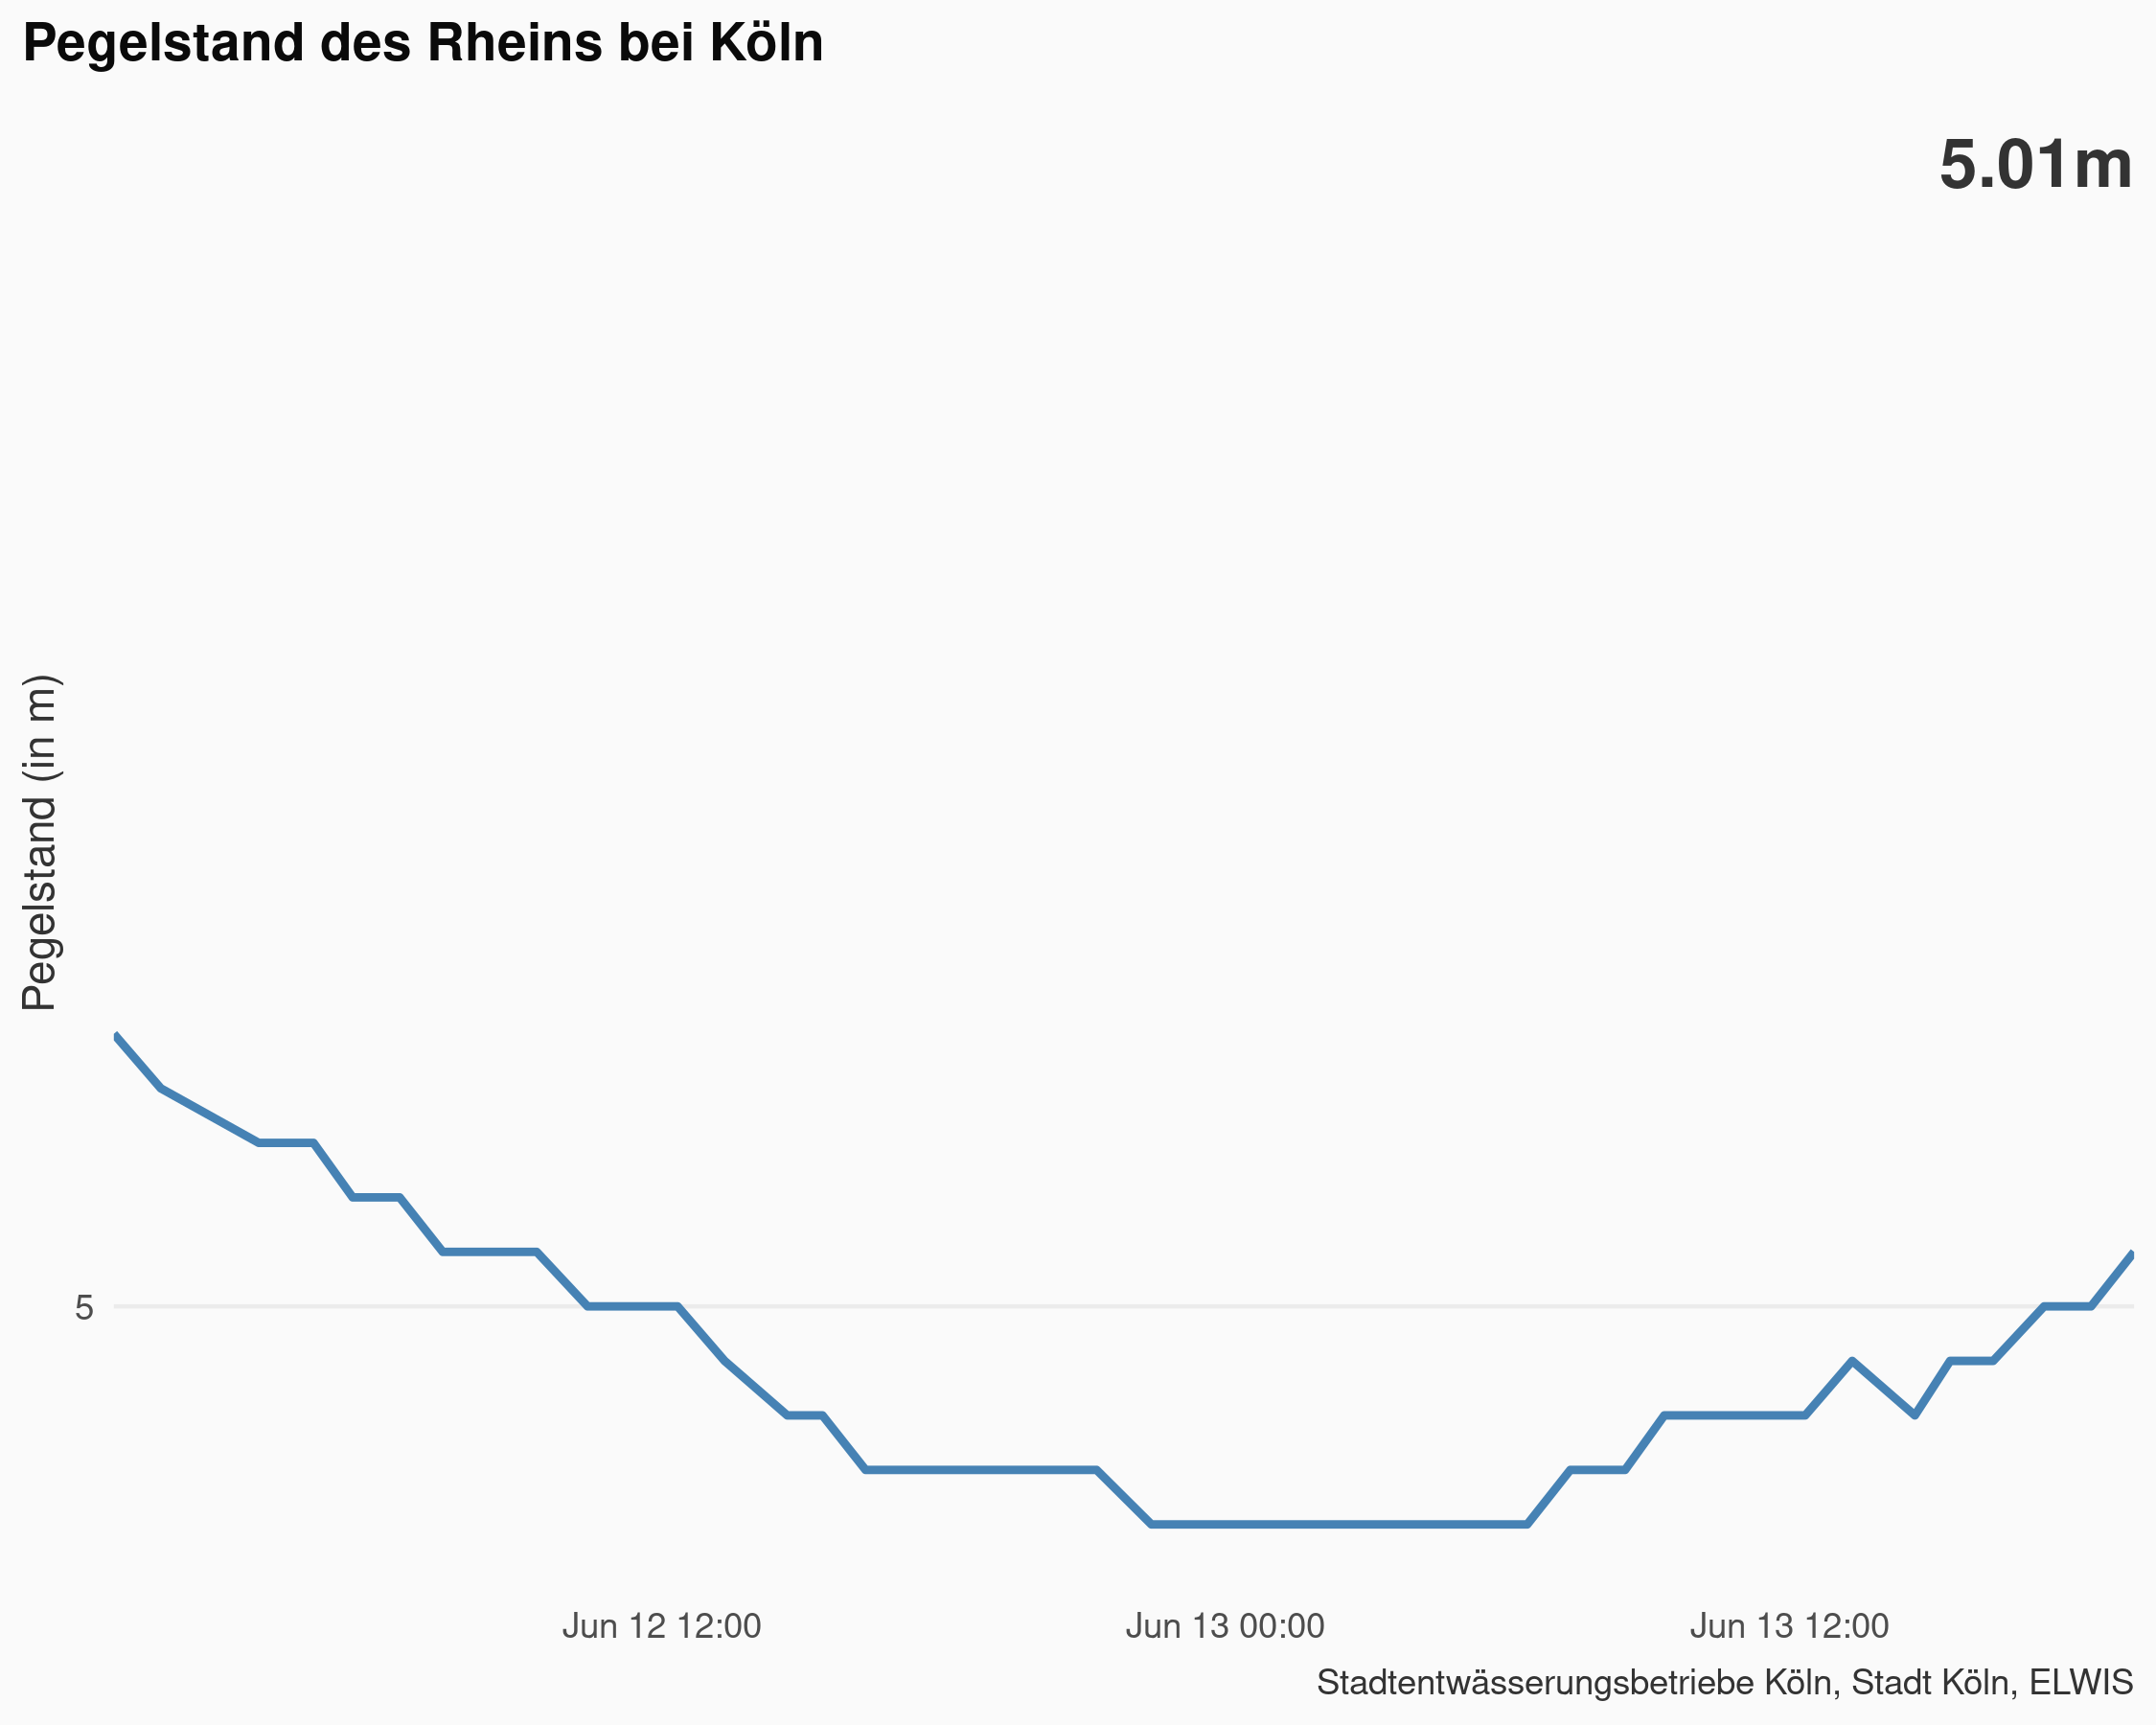 Pegelstand des Rheins bei Köln
5.01m
Pegelstand (in m)
5
Jun 12 12:00
Jun 13 00:00
Jun 13 12:00
Stadtentwässerungsbetriebe Köln, Stadt Köln, ELWIS